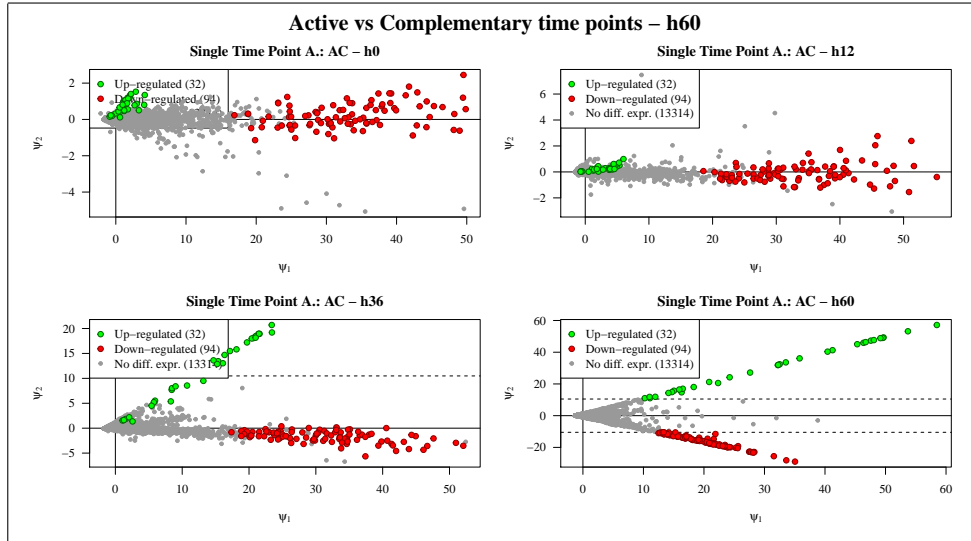 Active vs Complementary time points – h60
Single Time Point A.: AC – h0
Up−regulated (32)
Down−regulated (94)
2
0
−2
−4
ψ2
0
10
20
30
40
50
ψ1
Single Time Point A.: AC – h12
Up−regulated (32)
Down−regulated (94)
No diff. expr. (13314)
6
4
2
0
−2
ψ2
0
10
20
30
40
50
ψ1
Single Time Point A.: AC – h36
Up−regulated (32)
Down−regulated (94)
No diff. expr. (13314)
20
15
10
5
0
−5
ψ2
0
10
20
30
40
50
ψ1
Single Time Point A.: AC – h60
Up−regulated (32)
Down−regulated (94)
No diff. expr. (13314)
60
40
20
0
−20
ψ2
0
10
20
30
40
50
60
ψ1